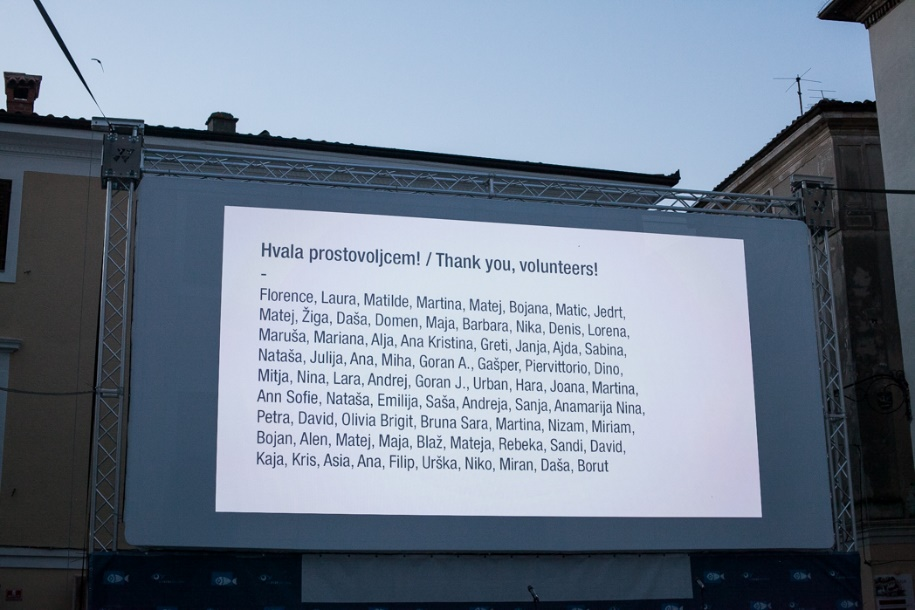 Hvala prostovoljcem! / Thank you, volunteers!
-
Florence, Laura, Matilde, Martina, Matej, Bojana, Matic, Jedrt,
Matej, Žiga, Daša, Domen, Maja, Barbara, Nika, Denis, Lorena,
Maruša, Mariana, Alja, Ana Kristina, Greti, Janja, Ajda, Sabina,
Nataša, Julija, Ana, Miha, Goran A., Gašper, Piervittorio, Dino,
Mitja, Nina, Lara, Andrej, Goran J., Urban, Hara, Joana, Martina,
Ann Sofie, Nataša, Emilija, Saša, Andreja, Sanja, Anamarija Nina,
Petra, David, Olivia Brigit, Bruna Sara, Martina, Nizam, Miriam,
Bojan, Alen, Matej, Maja, Blaž, Mateja, Rebeka, Sandi, David,
Kaja, Kris, Asia, Ana, Filip, Urška, Niko, Miran, Daša, Borut